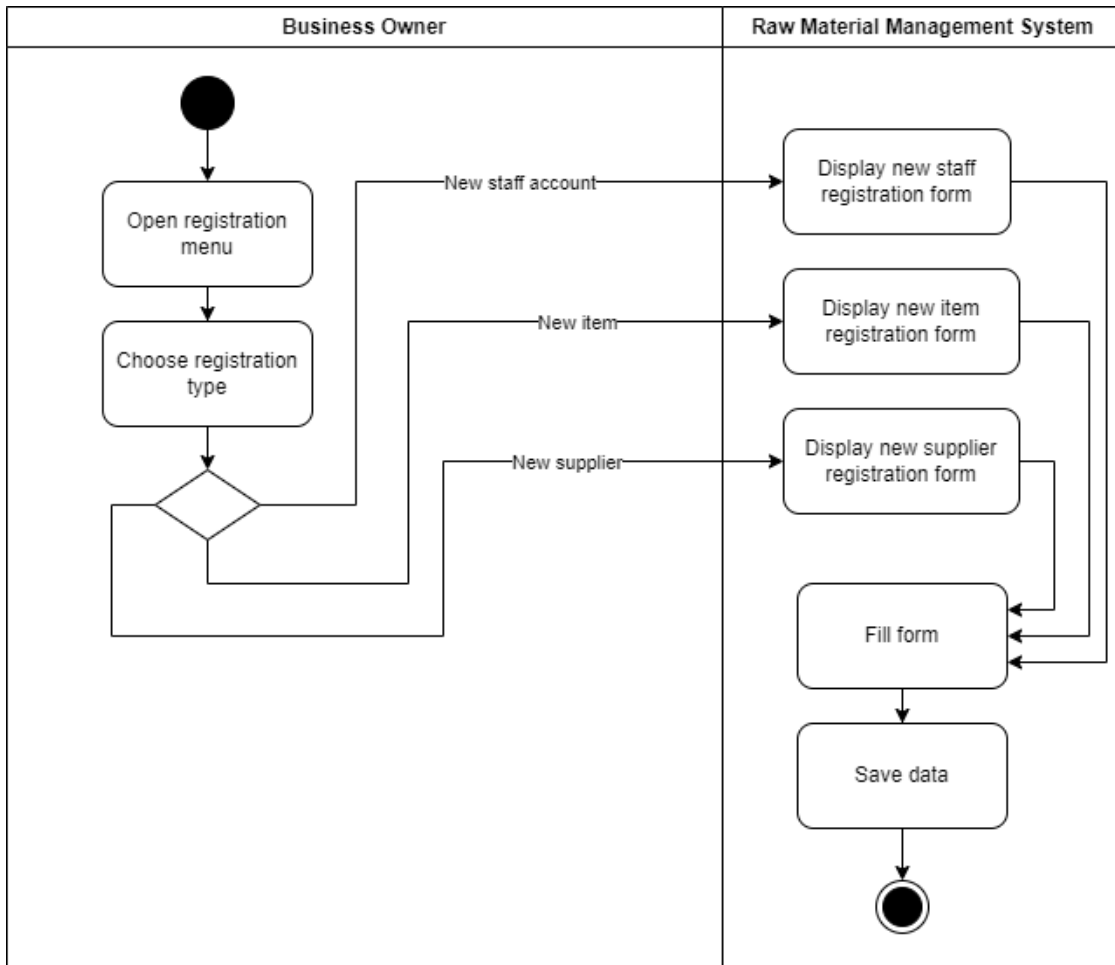 Business Owner
Raw Material Management System
Open registration
menu
Choose registration
type
New staff account
New item
New supplier
Display new staff
registration form
Display new item
registration form
Display new supplier
registration form
Fill form
Save data